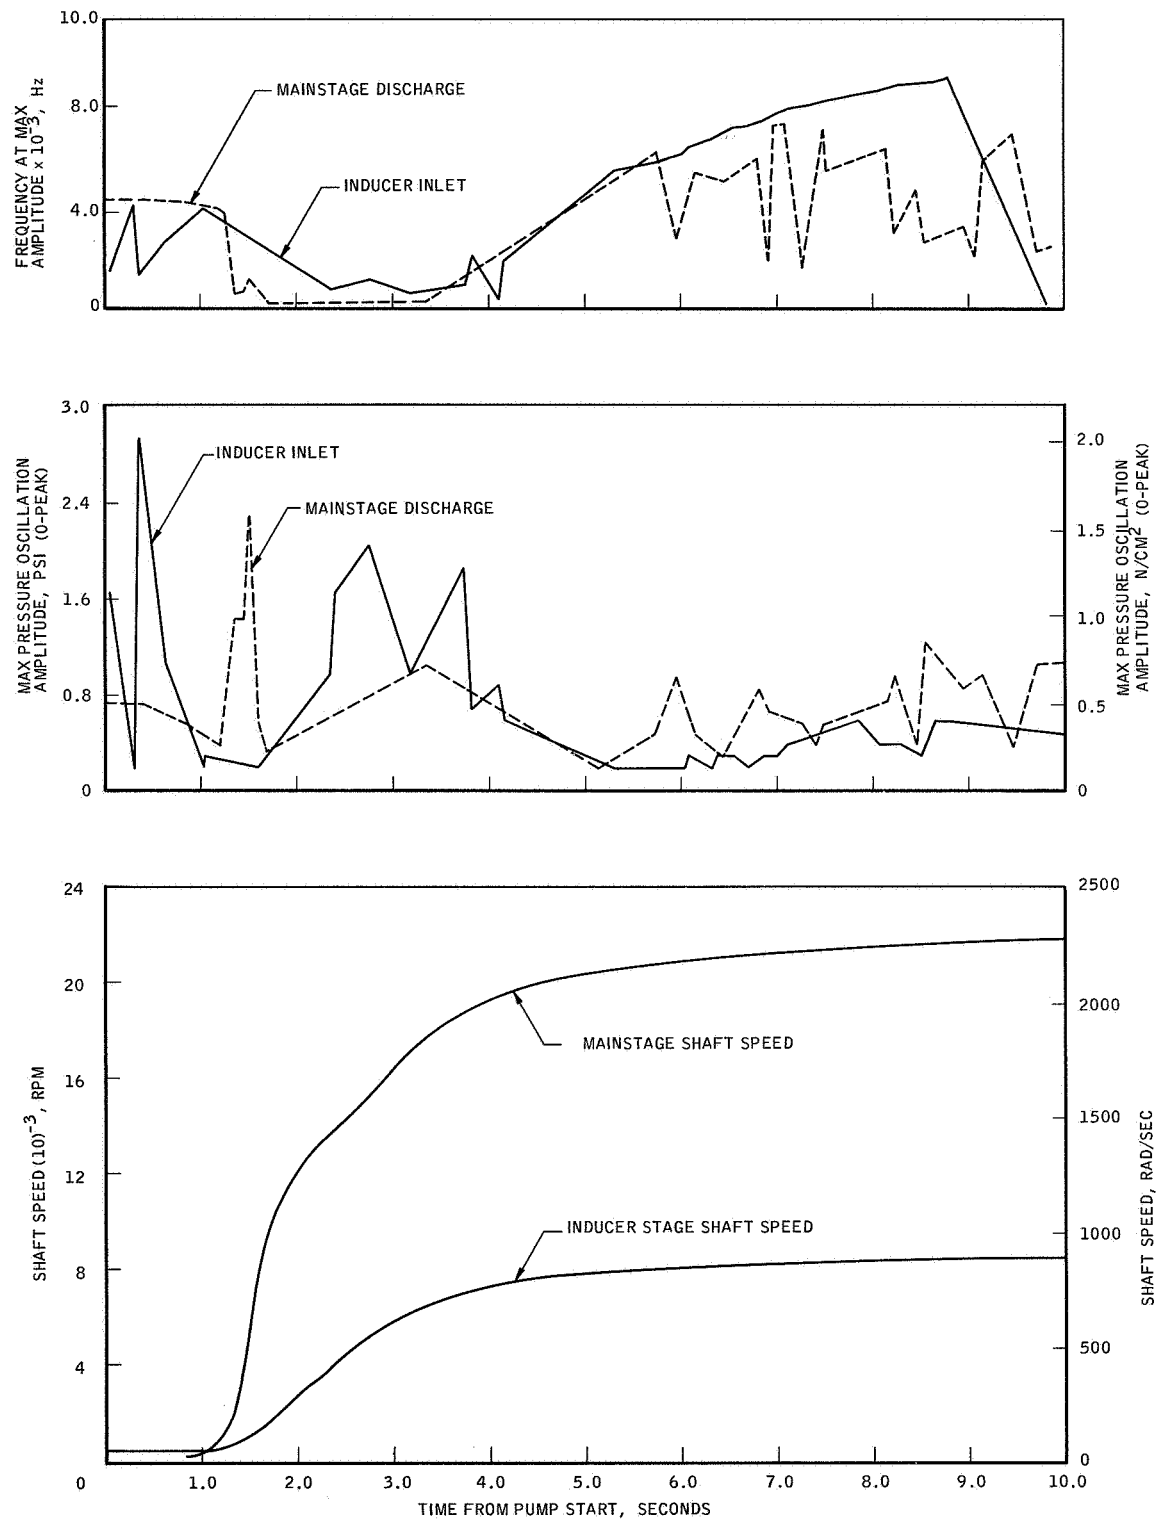 10.0
8.0
4.0
0
FREQUENCY AT MAX
AMPLITUDE x 10-3, Hz
MAINSTAGE DISCHARGE
INDUCER INLET
3.0
2.4
1.6
0.8
0
MAX PRESSURE OSCILLATION
AMPLITUDE, PSI (0-PEAK)
INDUCER INLET
MAINSTAGE DISCHARGE
2.0
1.5
1.0
0.5
0
MAX PRESSURE OSCILLATION
AMPLITUDE, N/CM2 (0-PEAK)
24
20
16
12
8
4
0
SHAFT SPEED(10)-3, RPM
MAINSTAGE SHAFT SPEED
INDUCER STAGE SHAFT SPEED
2500
2000
1500
1000
500
0
SHAFT SPEED, RAD/SEC
1.0 2.0 3.0 4.0 5.0 6.0 7.0 8.0 9.0 10.0
TIME FROM PUMP START, SECONDS